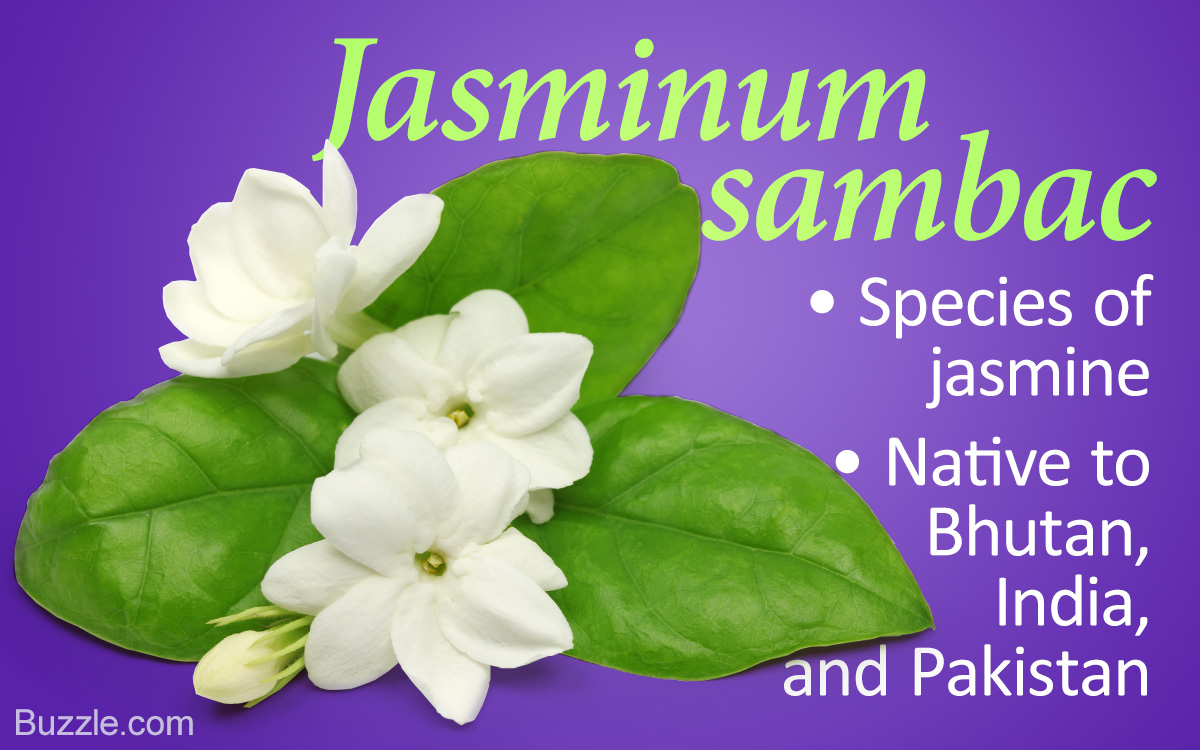 Jasminum
sambac
• Species of
jasmine
• Native to
Bhutan,
India,
and Pakistan
Buzzle.com